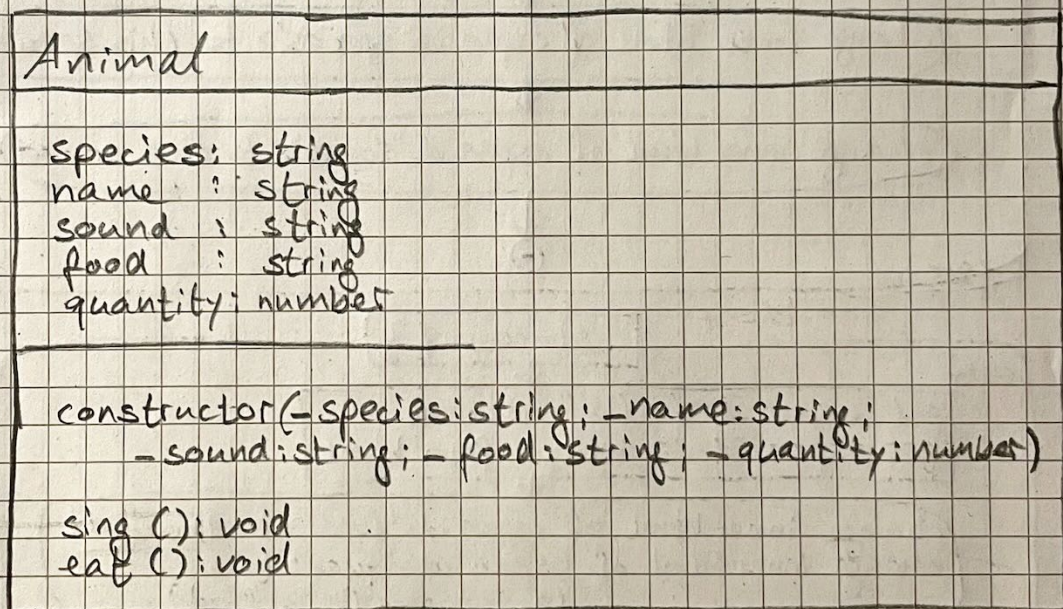 Animal
species: string
name : string
sound : string
food : string
quantity: number
constructor(_species:string; _name:string;
_sound:string; _food:string; _quantity:number)
sing (): void
eat (): void